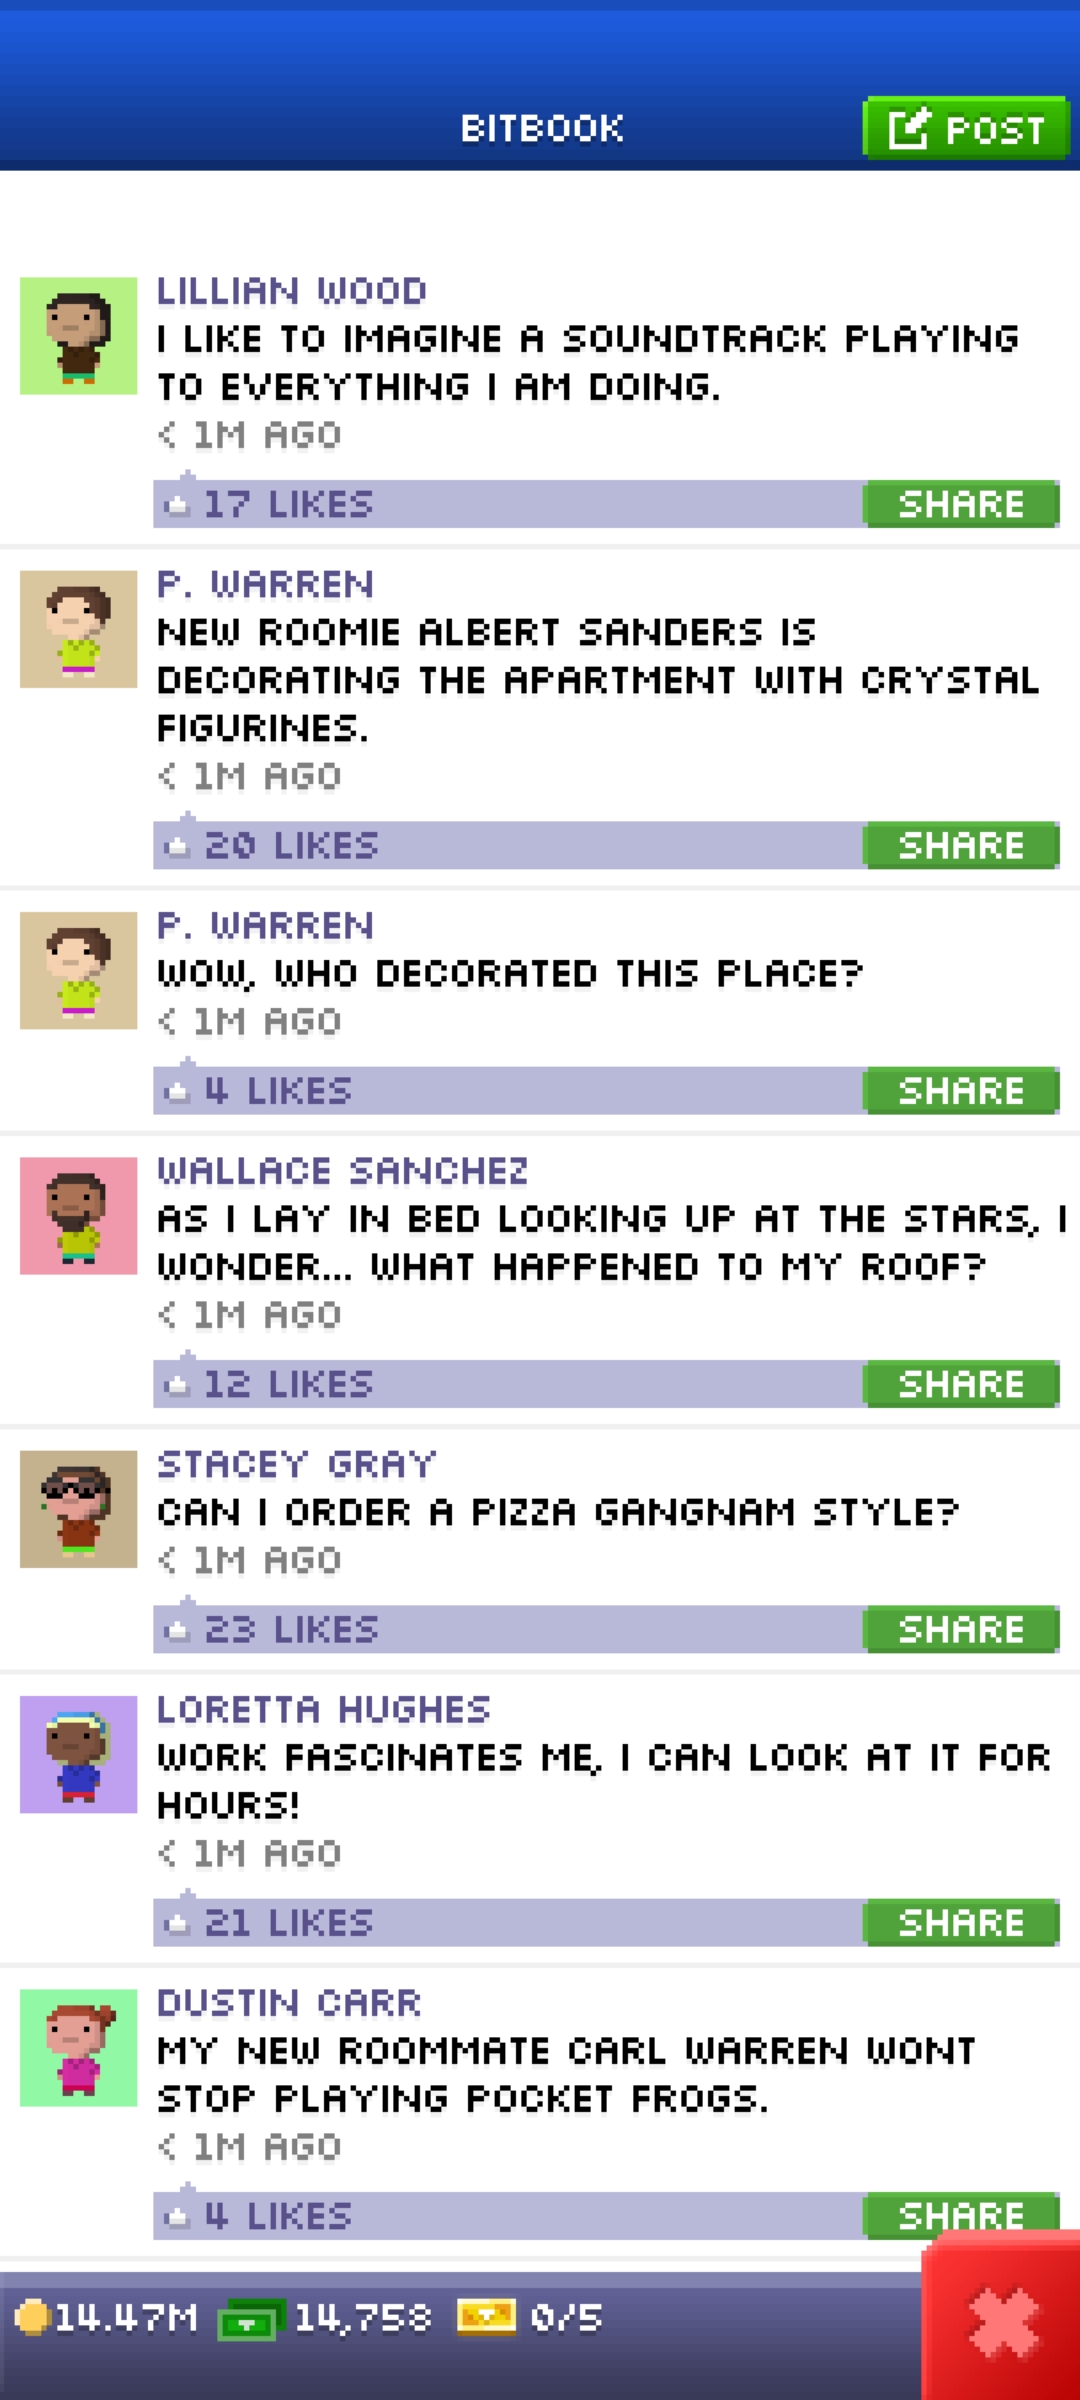 BITBOOK
POST
LILLIAN WOOD
I LIKE TO IMAGINE A SOUNDTRACK PLAYING
TO EVERYTHING I AM DOING.
< 1M AGO
17 LIKES
SHARE
P. WARREN
NEW ROOMIE ALBERT SANDERS IS
DECORATING THE APARTMENT WITH CRYSTAL
FIGURINES.
< 1M AGO
20 LIKES
SHARE
P. WARREN
WOW, WHO DECORATED THIS PLACE?
< 1M AGO
4 LIKES
SHARE
WALLACE SANCHEZ
AS I LAY IN BED LOOKING UP AT THE STARS, I
WONDER... WHAT HAPPENED TO MY ROOF?
< 1M AGO
12 LIKES
SHARE
STACEY GRAY
CAN I ORDER A PIZZA GANGNAM STYLE?
< 1M AGO
23 LIKES
SHARE
LORETTA HUGHES
WORK FASCINATES ME, I CAN LOOK AT IT FOR
HOURS!
< 1M AGO
21 LIKES
SHARE
DUSTIN CARR
MY NEW ROOMMATE CARL WARREN WONT
STOP PLAYING POCKET FROGS.
< 1M AGO
4 LIKES
SHARE
14.47M 14,758 0/5